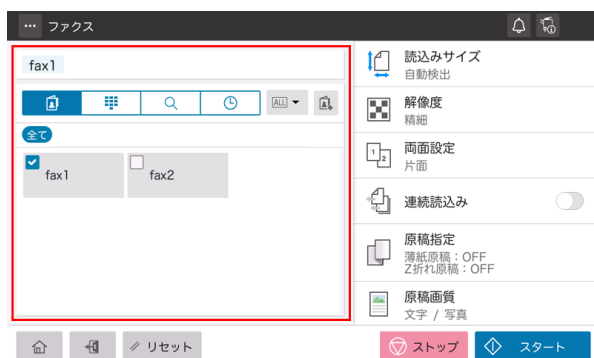 ファクス
fax1
ALL
全て
fax1
fax2
読込みサイズ
自動検出
解像度
精細
1 2
両面設定
片面
連続読込み
原稿指定
薄紙原稿：OFF
Z折れ原稿：OFF
原稿画質
文字 / 写真
リセット
ストップ
スタート